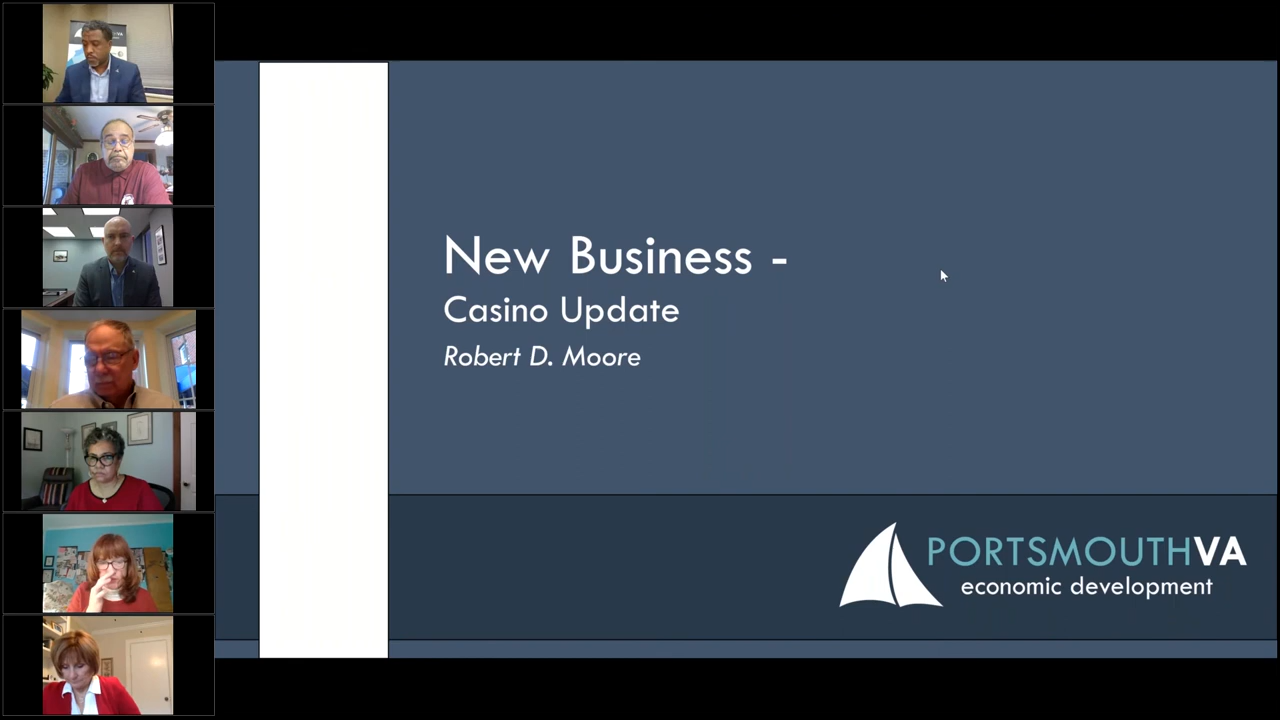 New Business -
Casino Update
Robert D. Moore
PORTSMOUTHVA
economic development